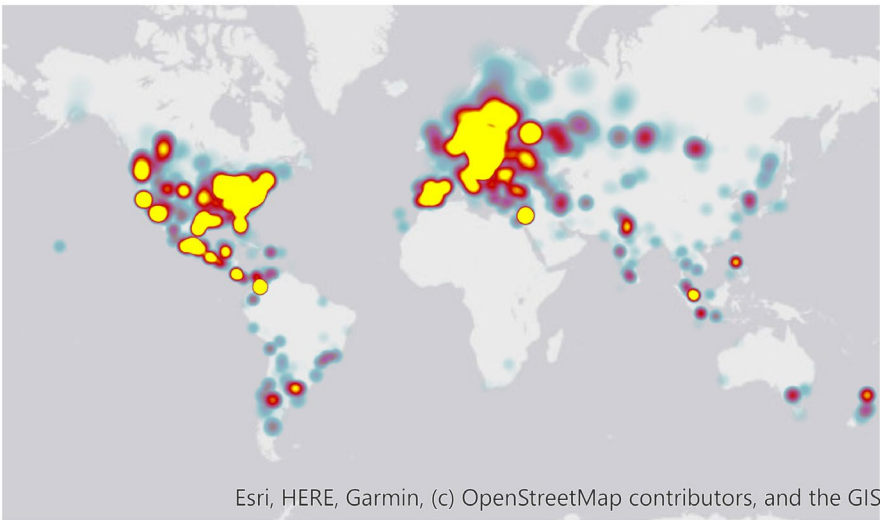 Esri, HERE, Garmin, (c) OpenStreetMap contributors, and the GIS